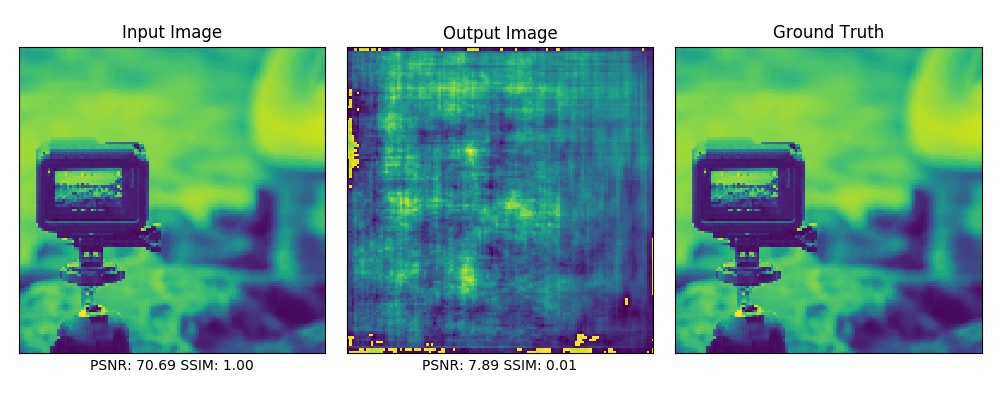 Input Image
Output Image
Ground Truth
PSNR: 70.69 SSIM: 1.00
PSNR: 7.89 SSIM: 0.01